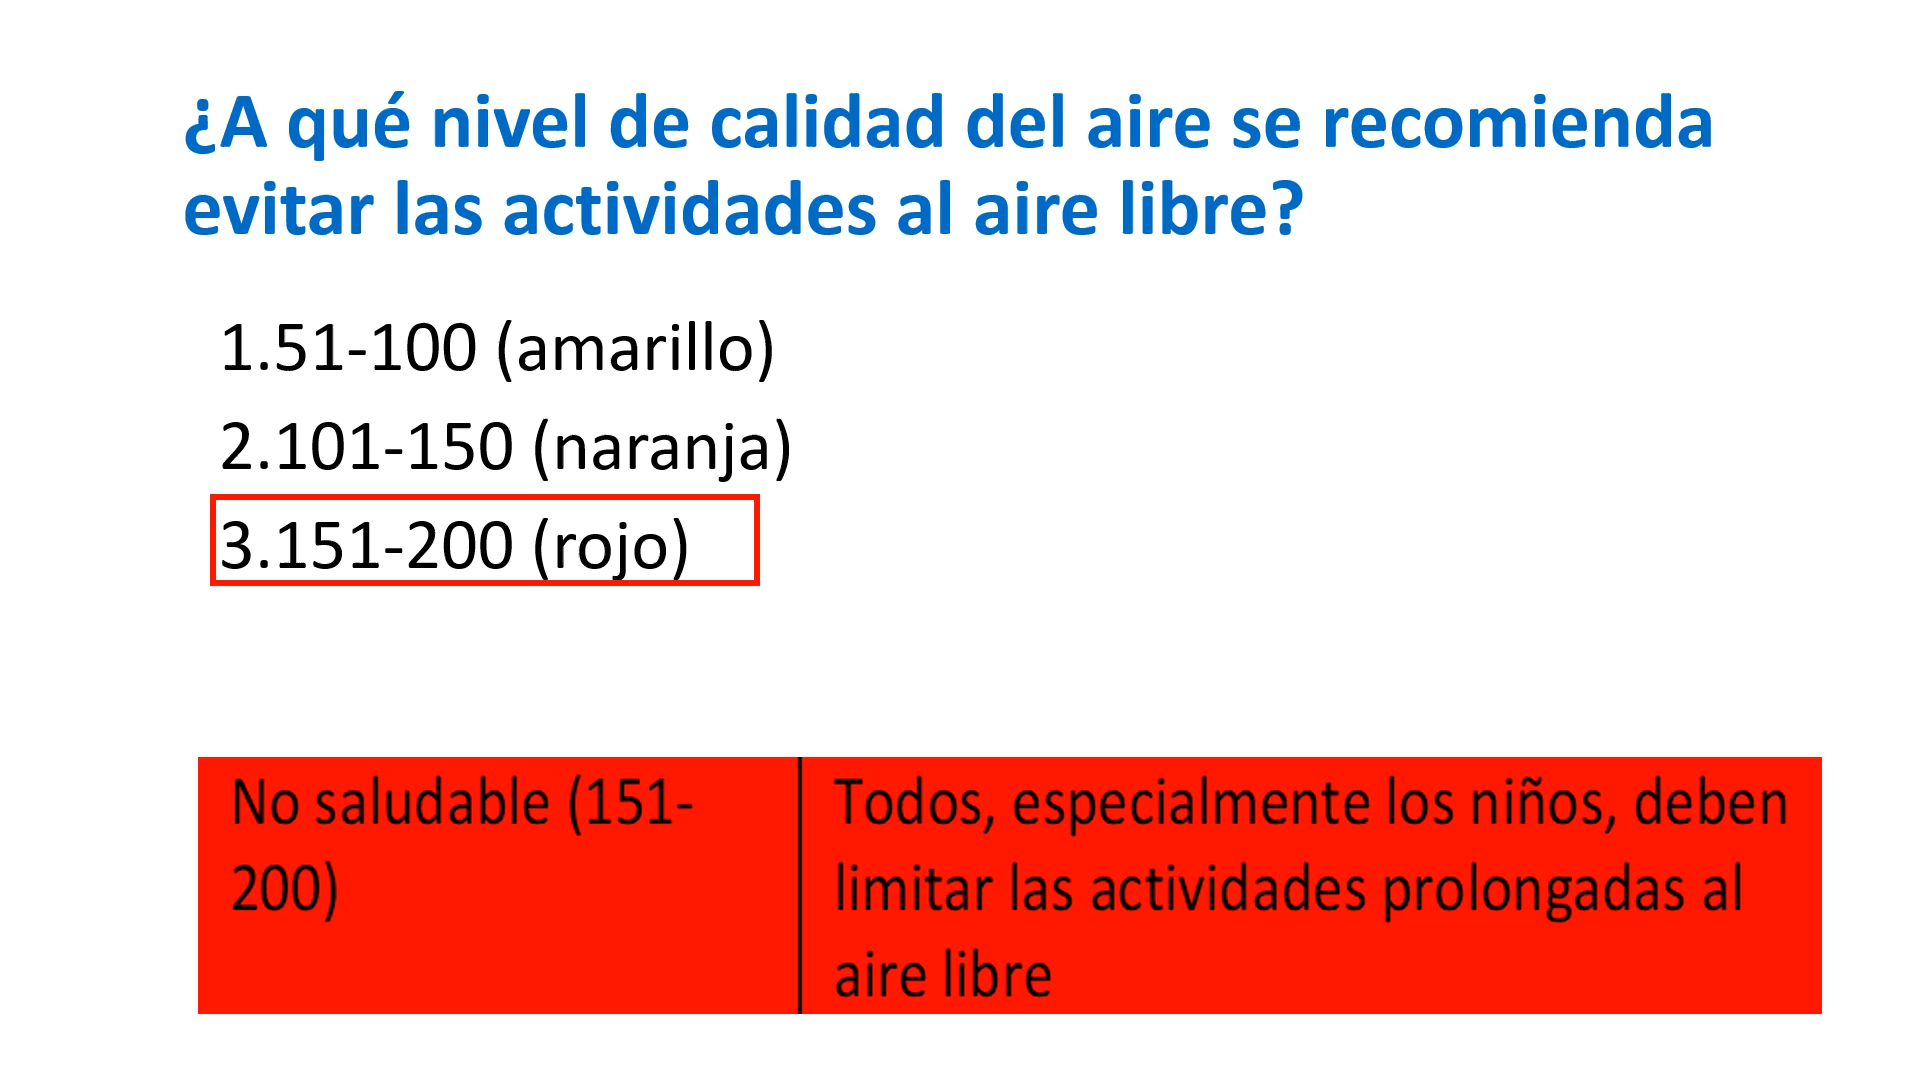 ¿A qué nivel de calidad del aire se recomienda
evitar las actividades al aire libre?
1.51-100 (amarillo)
2.101-150 (naranja)
3.151-200 (rojo)
No saludable (151-
200)
Todos, especialmente los niños, deben
limitar las actividades prolongadas al
aire libre